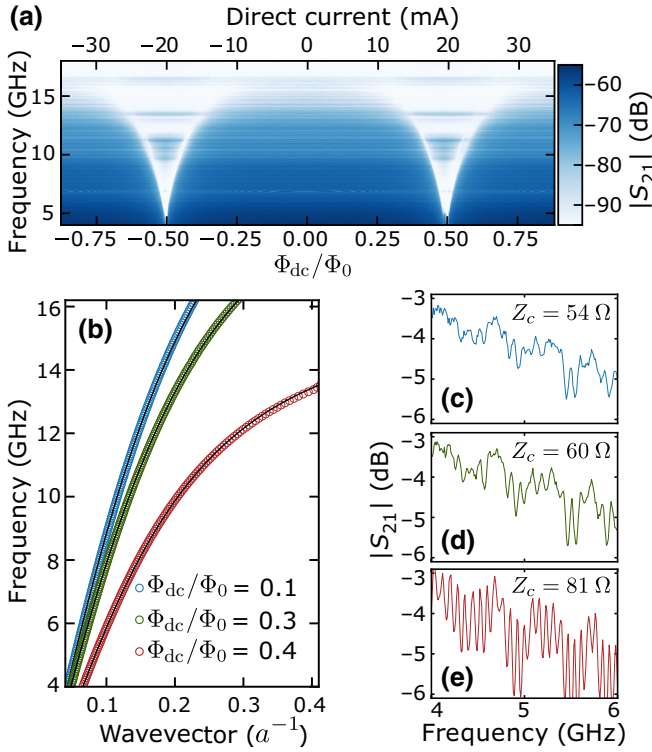 (a)
Direct current (mA)
−30 −20 −10 0 10 20 30
Frequency (GHz)
15
10
5
−0.75 −0.50 −0.25 0.00 0.25 0.50 0.75
Φdc/Φ0
−60
−70
−80
−90
|S21| (dB)
(b)
Frequency (GHz)
16
14
12
10
8
6
4
Φdc/Φ0 = 0.1
Φdc/Φ0 = 0.3
Φdc/Φ0 = 0.4
0.1 0.2 0.3 0.4
Wavevector (a⁻¹)
|S21| (dB)
−3
−4
−5
−6
Zc = 54 Ω
(c)
−3
−4
−5
−6
Zc = 60 Ω
(d)
−3
−4
−5
−6
Zc = 81 Ω
(e)
4 5 6
Frequency (GHz)